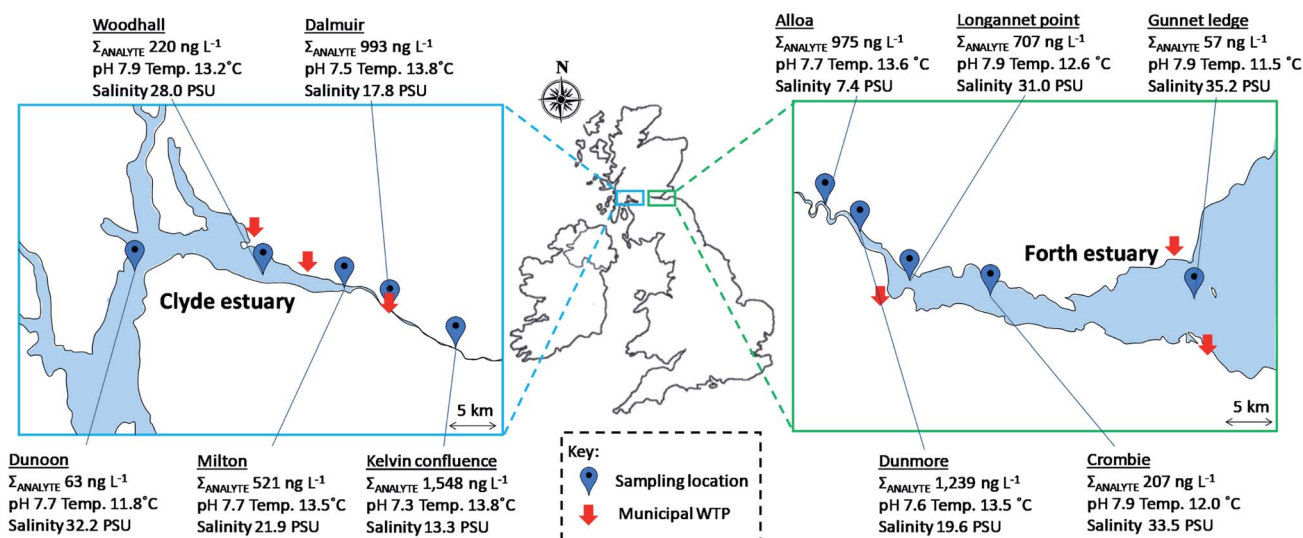 Woodhall
ΣANALYTE 220 ng L⁻¹
pH 7.9 Temp. 13.2˚C
Salinity 28.0 PSU
Dalmuir
ΣANALYTE 993 ng L⁻¹
pH 7.5 Temp. 13.8˚C
Salinity 17.8 PSU
N
Alloa
ΣANALYTE 975 ng L⁻¹
pH 7.7 Temp. 13.6 ˚C
Salinity 7.4 PSU
Longannet point
ΣANALYTE 707 ng L⁻¹
pH 7.9 Temp. 12.6 ˚C
Salinity 31.0 PSU
Gunnet ledge
ΣANALYTE 57 ng L⁻¹
pH 7.9 Temp. 11.5 ˚C
Salinity 35.2 PSU
Clyde estuary
5 km
Forth estuary
5 km
Dunoon
ΣANALYTE 63 ng L⁻¹
pH 7.7 Temp. 11.8˚C
Salinity 32.2 PSU
Milton
ΣANALYTE 521 ng L⁻¹
pH 7.7 Temp. 13.5˚C
Salinity 21.9 PSU
Kelvin confluence
ΣANALYTE 1,548 ng L⁻¹
pH 7.3 Temp. 13.8˚C
Salinity 13.3 PSU
Key:
Sampling location
Municipal WTP
Dunmore
ΣANALYTE 1,239 ng L⁻¹
pH 7.6 Temp. 13.5 ˚C
Salinity 19.6 PSU
Crombie
ΣANALYTE 207 ng L⁻¹
pH 7.9 Temp. 12.0 ˚C
Salinity 33.5 PSU